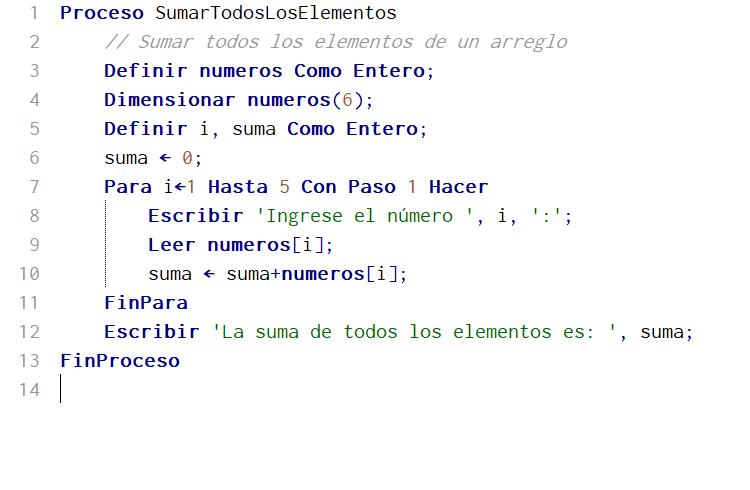 1 Proceso SumarTodosLosElementos
2 // Sumar todos los elementos de un arreglo
3 Definir numeros Como Entero;
4 Dimensionar numeros(6);
5 Definir i, suma Como Entero;
6 suma ← 0;
7 Para i←1 Hasta 5 Con Paso 1 Hacer
8 Escribir 'Ingrese el número ', i, ':';
9 Leer numeros[i];
10 suma ← suma+numeros[i];
11 FinPara
12 Escribir 'La suma de todos los elementos es: ', suma;
13 FinProceso
14